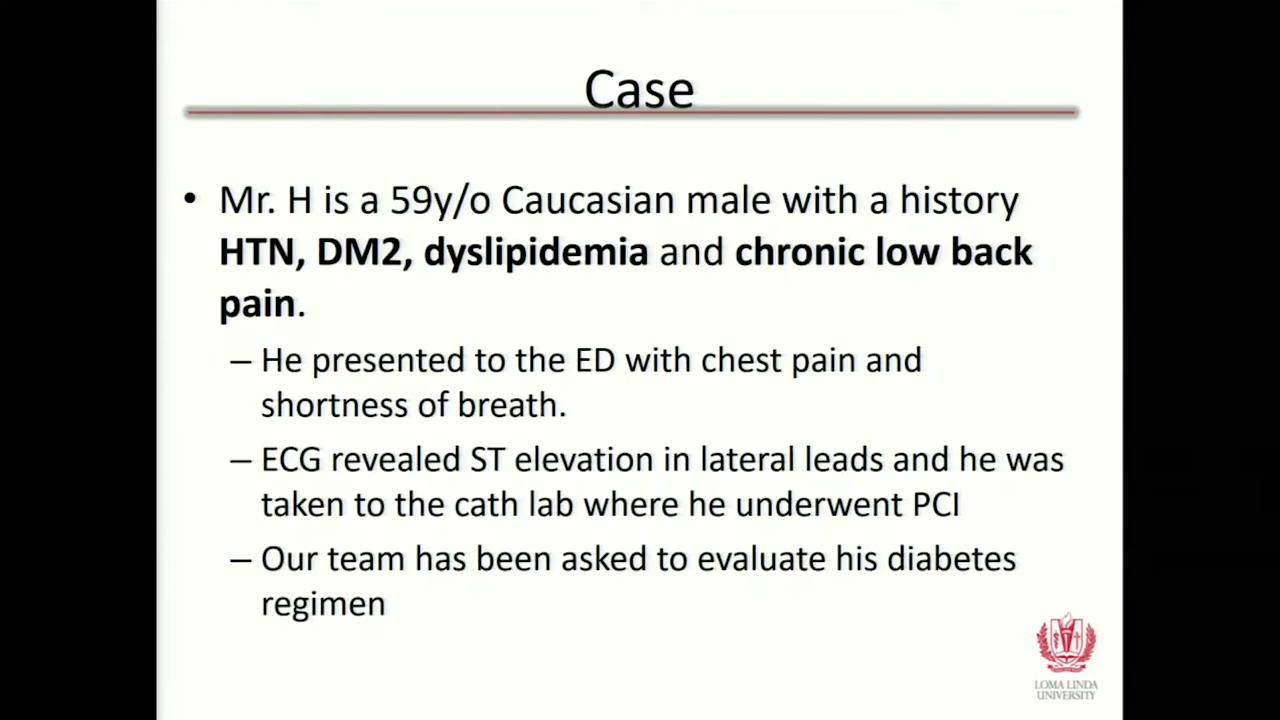 Case
• Mr. H is a 59y/o Caucasian male with a history
HTN, DM2, dyslipidemia and chronic low back
pain.
– He presented to the ED with chest pain and
shortness of breath.
– ECG revealed ST elevation in lateral leads and he was
taken to the cath lab where he underwent PCI
– Our team has been asked to evaluate his diabetes
regimen
LOMA LINDA
UNIVERSITY